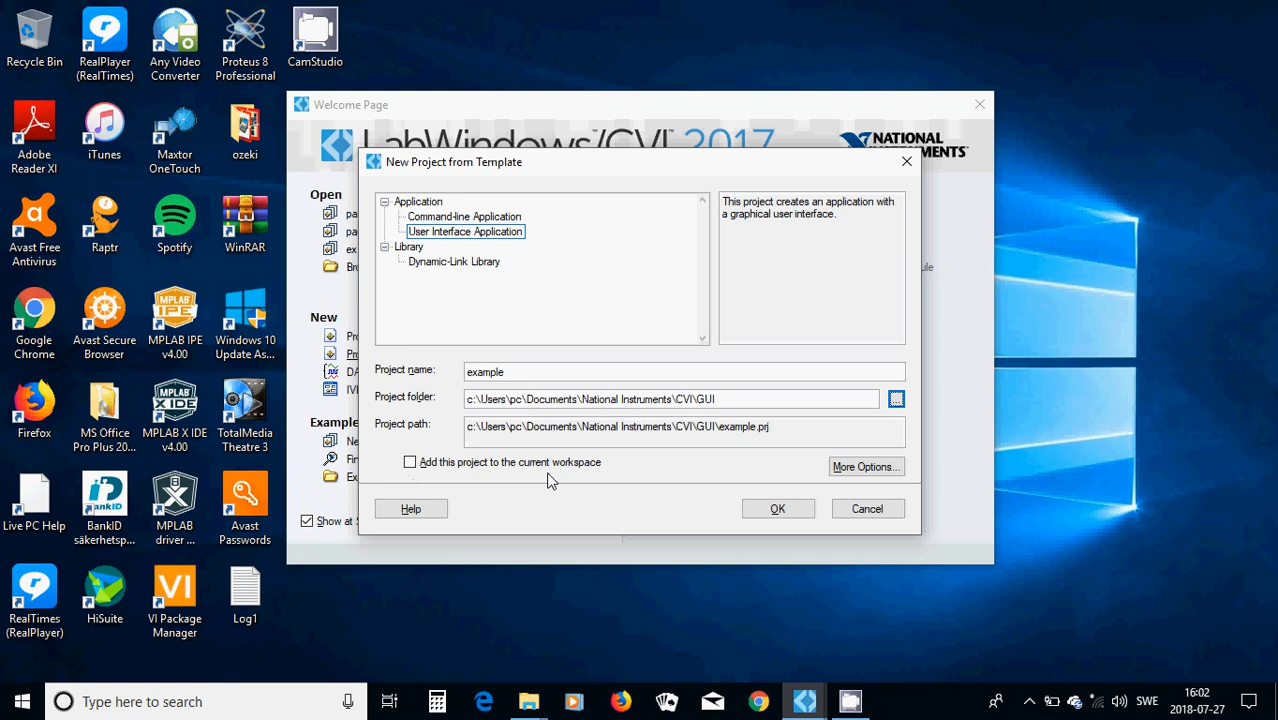 Recycle Bin
RealPlayer
(RealTimes)
Any Video
Converter
Proteus 8
Professional
CamStudio
Adobe
Reader XI
iTunes
Maxtor
OneTouch
ozeki
Avast Free
Antivirus
Raptr
Spotify
WinRAR
Google
Chrome
Avast Secure
Browser
MPLAB IPE
v4.00
Windows 10
Update As...
Firefox
MS Office
Pro Plus 20...
MPLAB X IDE
v4.00
TotalMedia
Theatre 3
Live PC Help
BankID
säkerhetsp...
MPLAB
driver ...
Avast
Passwords
RealTimes
(RealPlayer)
HiSuite
VI Package
Manager
Log1
Welcome Page
LabWindows™/CVI™ 2017
NATIONAL
INSTRUMENTS
Open
New
Show at
New Project from Template
Application
Command-line Application
User Interface Application
Library
Dynamic-Link Library
This project creates an application with
a graphical user interface.
Project name:
example
Project folder:
c:\Users\pc\Documents\National Instruments\CVI\GUI
...
Project path:
c:\Users\pc\Documents\National Instruments\CVI\GUI\example.prj
Add this project to the current workspace
More Options...
Help
OK
Cancel
Type here to search
SWE
16:02
2018-07-27